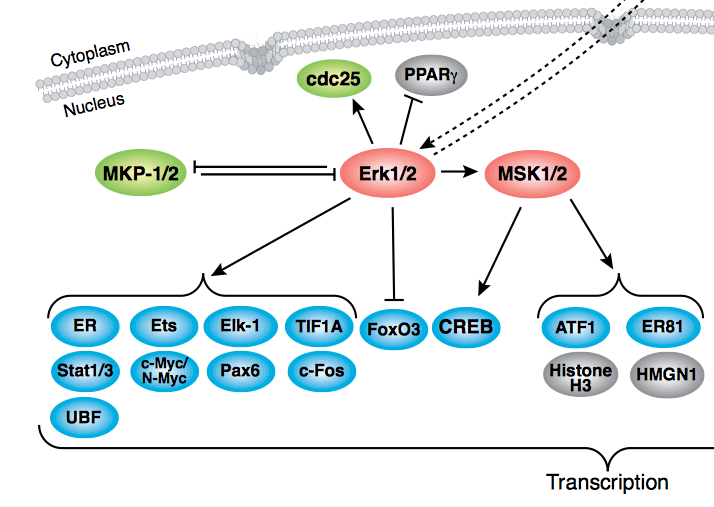 Cytoplasm
Nucleus
cdc25
PPARγ
MKP-1/2
Erk1/2
MSK1/2
ER
Ets
Elk-1
TIF1A
FoxO3
CREB
ATF1
ER81
Stat1/3
c-Myc/
N-Myc
Pax6
c-Fos
Histone
H3
HMGN1
UBF
Transcription